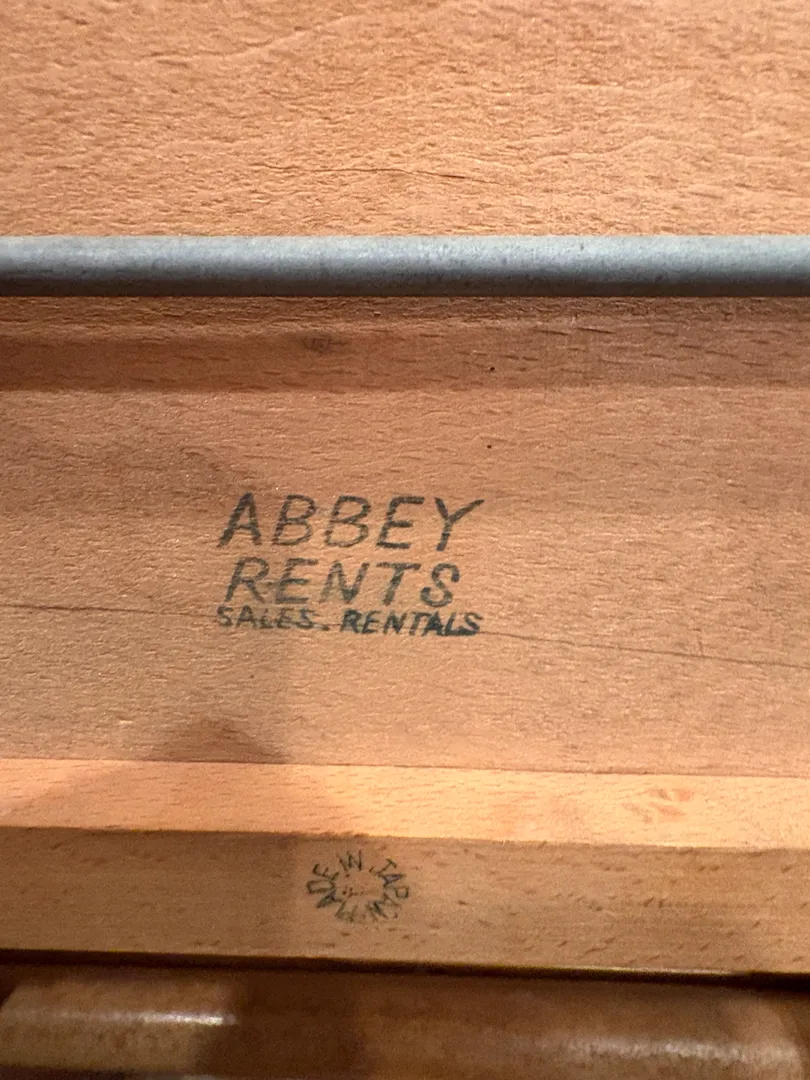 ABBEY
RENTS
SALES. RENTALS
MADE IN JAPAN